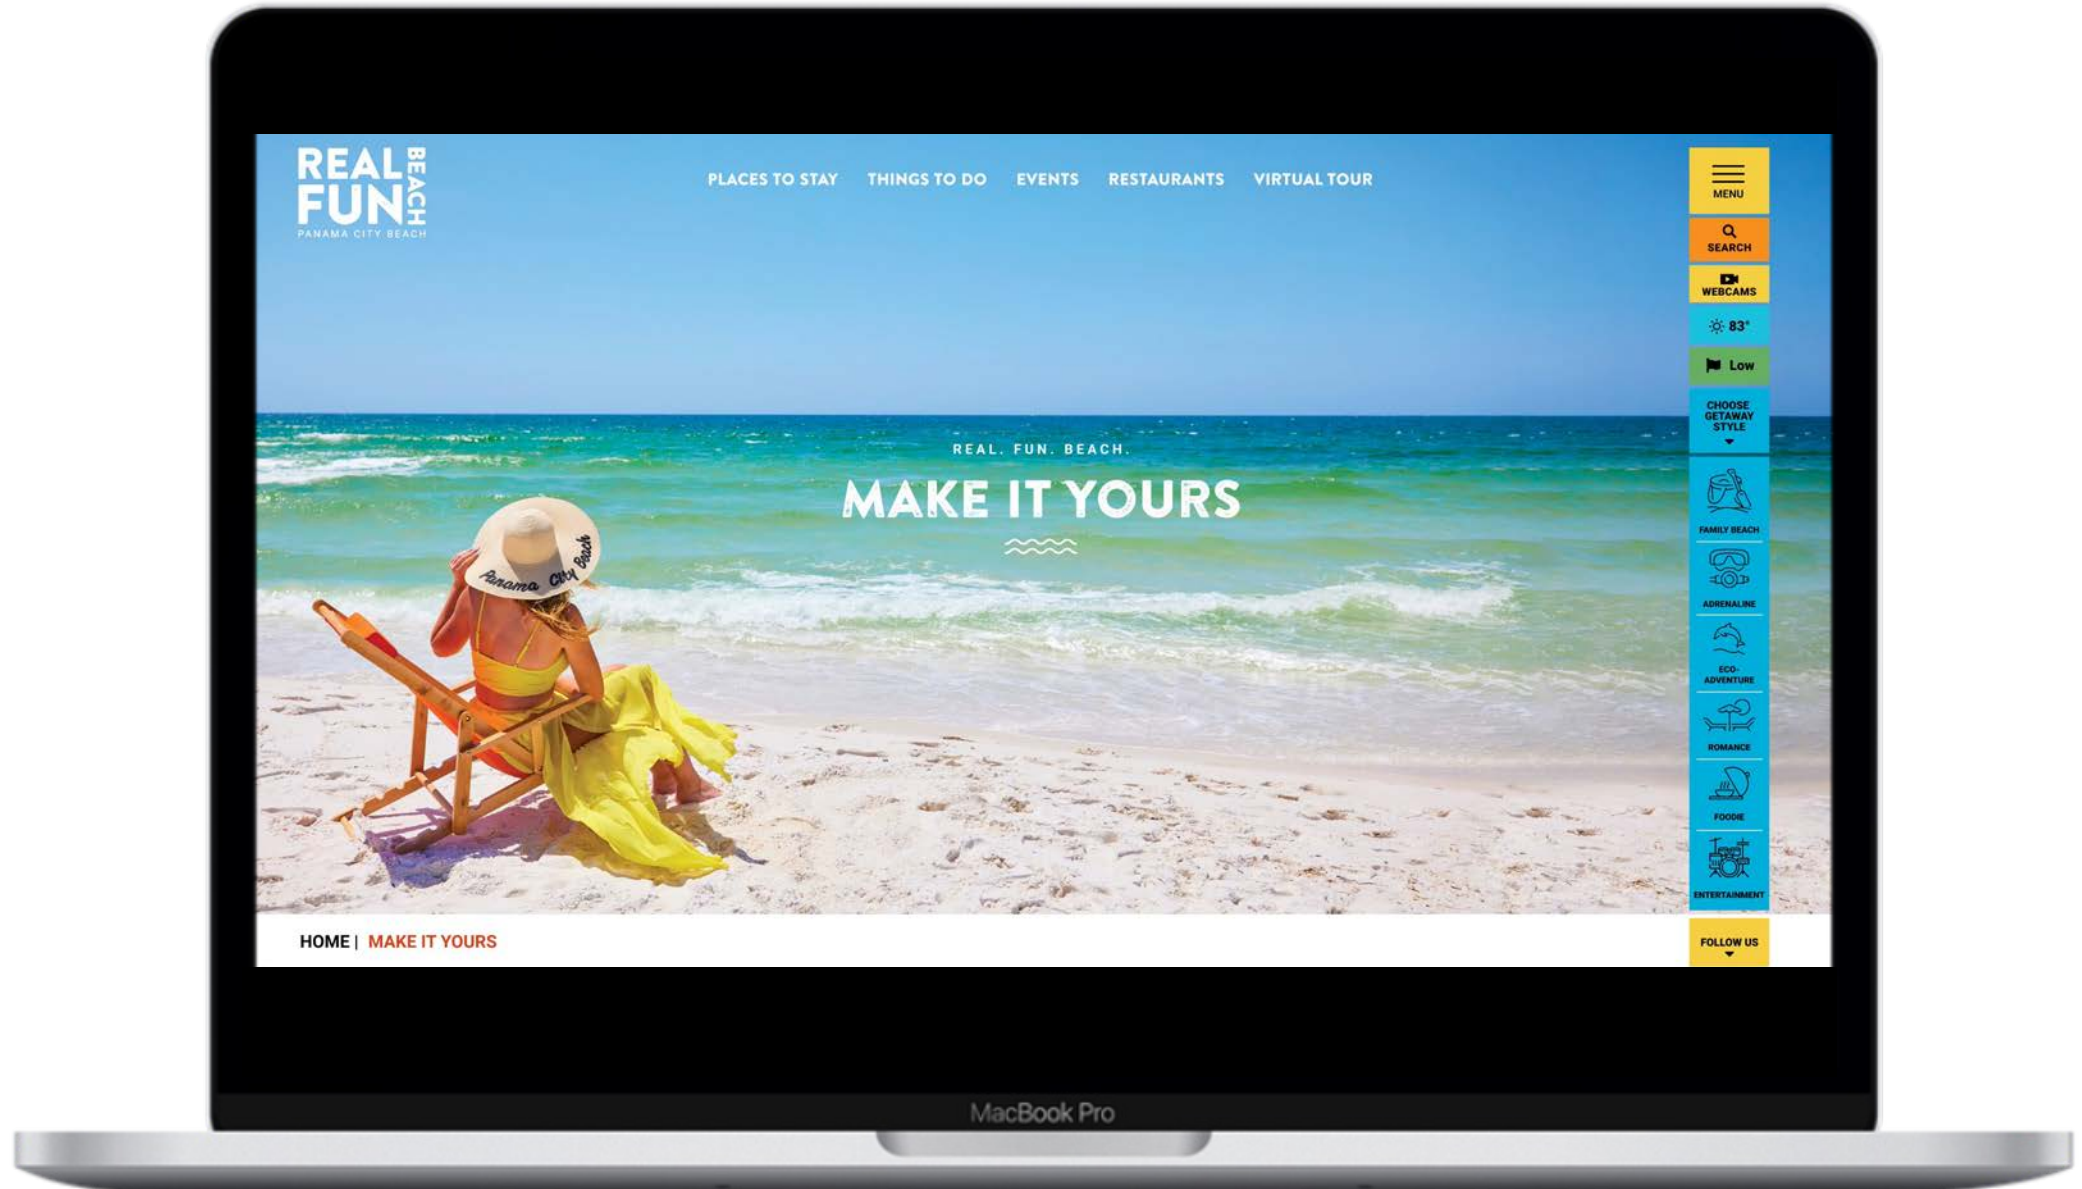 REAL
FUN
BEACH
PANAMA CITY BEACH
PLACES TO STAY THINGS TO DO EVENTS RESTAURANTS VIRTUAL TOUR
MENU
SEARCH
WEBCAMS
83°
Low
CHOOSE
GETAWAY
STYLE
REAL. FUN. BEACH.
MAKE IT YOURS
Panama City Beach
FAMILY BEACH
ADRENALINE
ECO-
ADVENTURE
ROMANCE
FOODIE
ENTERTAINMENT
HOME | MAKE IT YOURS
FOLLOW US
MacBook Pro